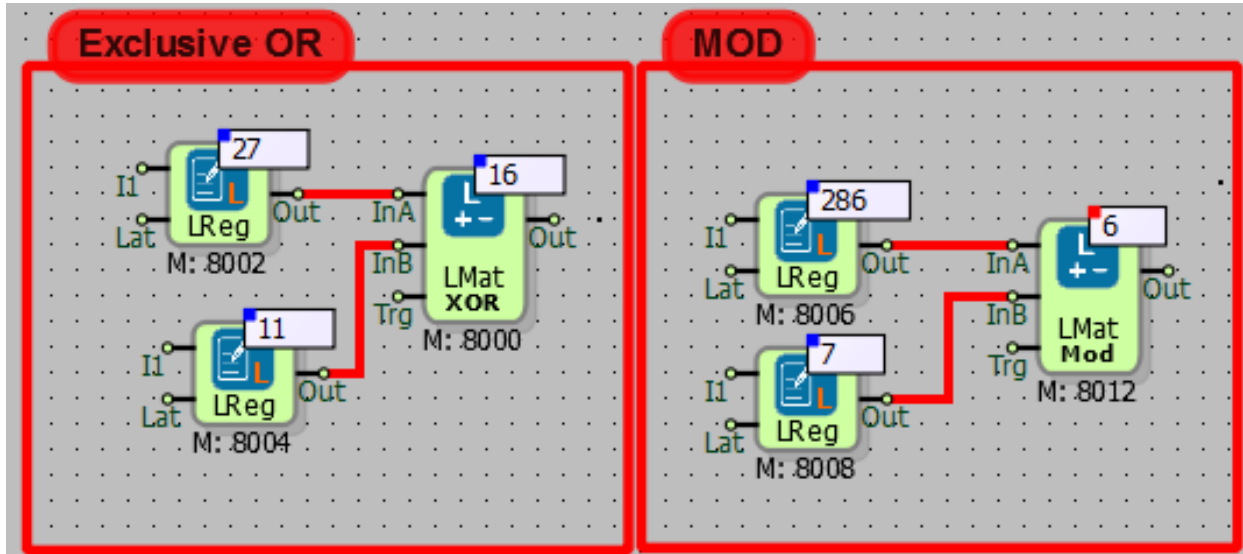 Exclusive OR
27
I1
L
Out
Lat
LReg
M: 8002
11
I1
L
Out
Lat
LReg
M: 8004
16
L
InA
Out
InB
LMat
XOR
Trg
M: 8000
MOD
286
I1
L
Out
Lat
LReg
M: 8006
7
I1
L
Out
Lat
LReg
M: 8008
6
L
InA
Out
InB
LMat
Mod
Trg
M: 8012